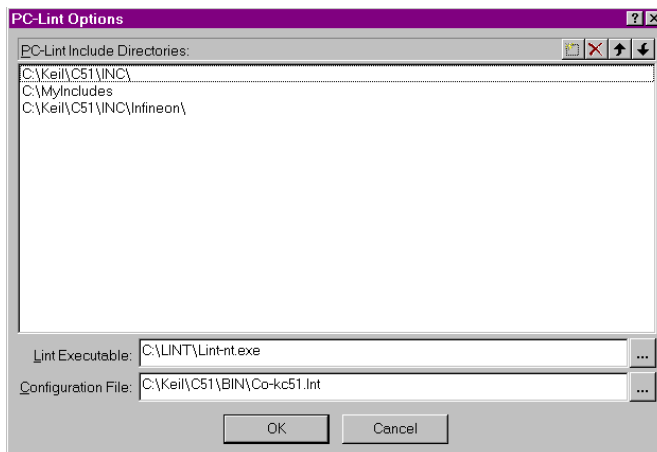 PC-Lint Options
PC-Lint Include Directories:
C:\Keil\C51\INC\
C:\MyIncludes
C:\Keil\C51\INC\Infineon\
Lint Executable: C:\LINT\Lint-nt.exe ...
Configuration File: C:\Keil\C51\BIN\Co-kc51.lnt ...
OK Cancel